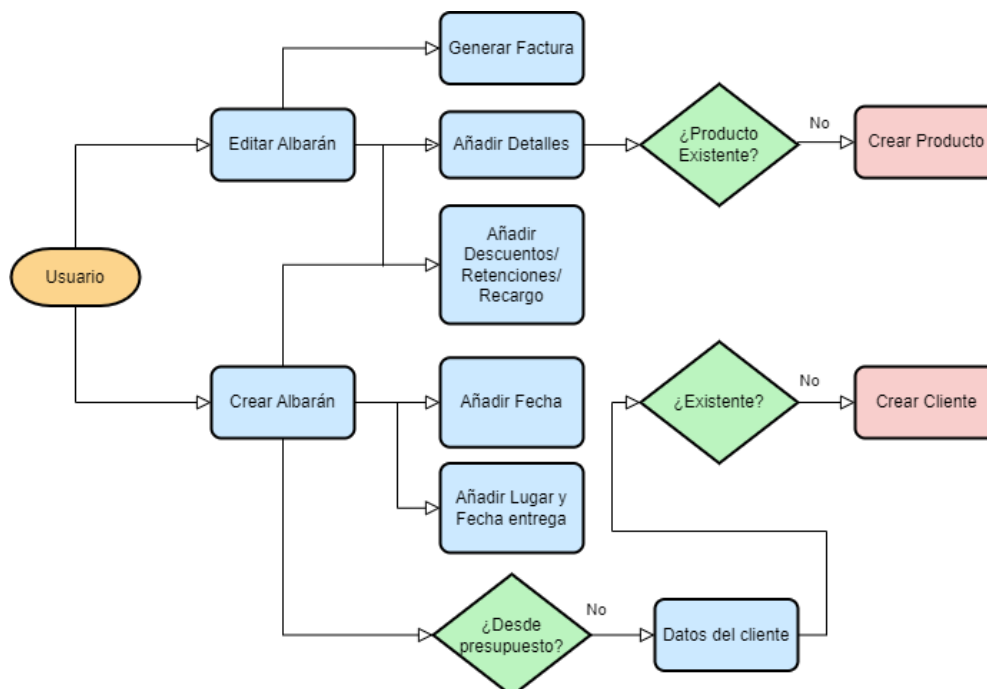 Generar Factura
Editar Albarán
Añadir Detalles
¿Producto
Existente?
No
Crear Producto
Usuario
Añadir
Descuentos/
Retenciones/
Recargo
Crear Albarán
Añadir Fecha
¿Existente?
No
Crear Cliente
Añadir Lugar y
Fecha entrega
¿Desde
presupuesto?
No
Datos del cliente